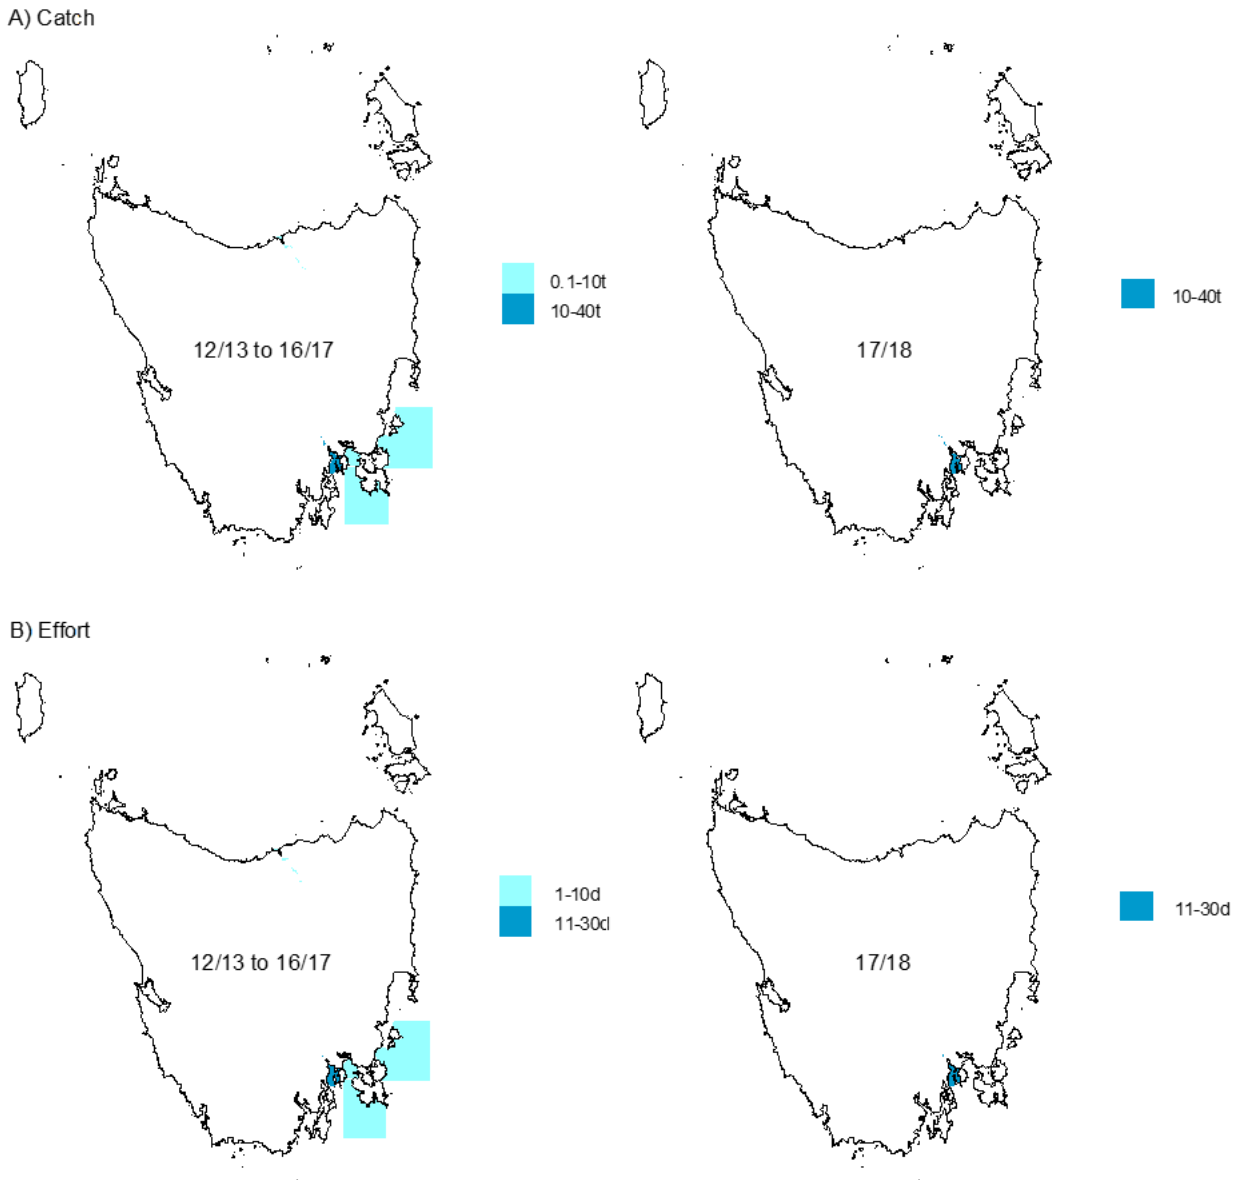 A) Catch
0.1-10t
10-40t
12/13 to 16/17
10-40t
17/18
B) Effort
1-10d
11-30d
12/13 to 16/17
11-30d
17/18